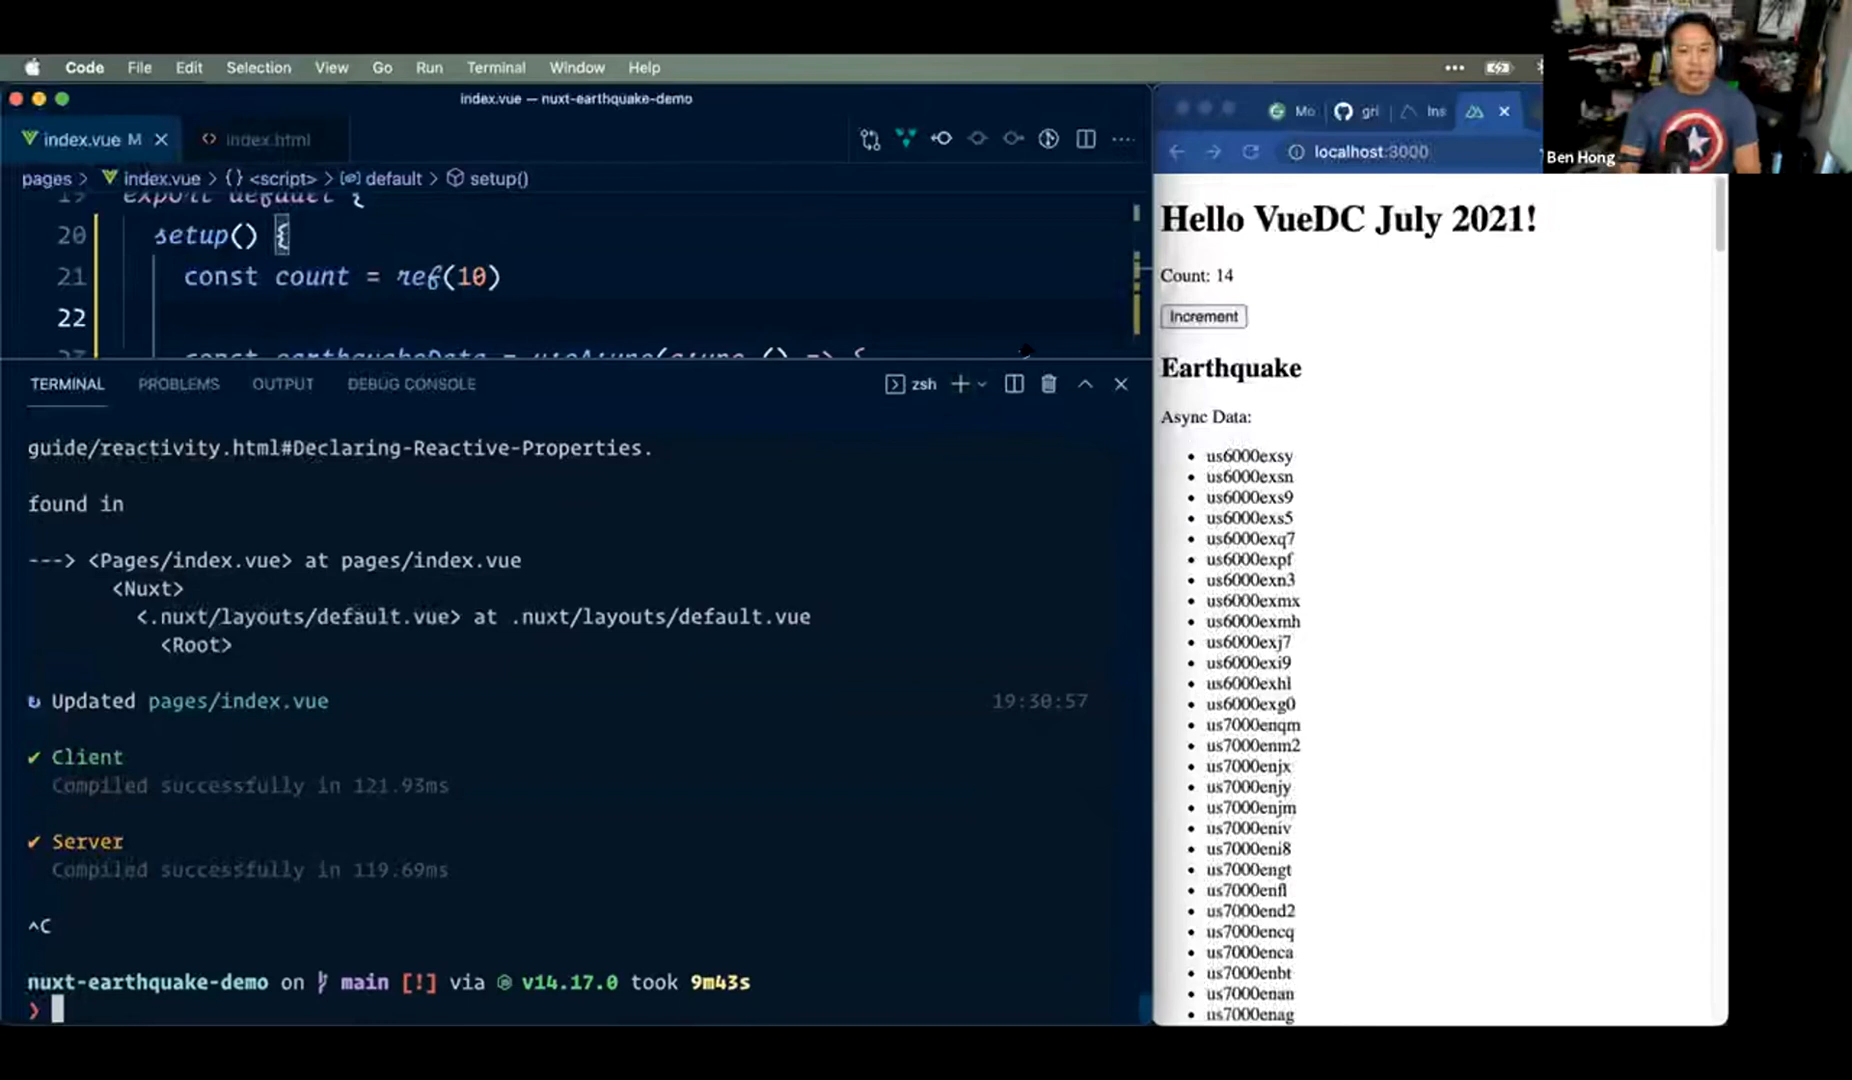 Code File Edit Selection View Go Run Terminal Window Help
index.vue — nuxt-earthquake-demo
index.vue M
index.html
pages > index.vue > {} <script> > default > setup()
19 export default {
20 setup() {
21 const count = ref(10)
22
23 const earthquakeData = useAsync(async () => {
TERMINAL PROBLEMS OUTPUT DEBUG CONSOLE
zsh
guide/reactivity.html#Declaring-Reactive-Properties.
found in
---> <Pages/index.vue> at pages/index.vue
<Nuxt>
<.nuxt/layouts/default.vue> at .nuxt/layouts/default.vue
<Root>
↻ Updated pages/index.vue 19:30:57
✔ Client
Compiled successfully in 121.93ms
✔ Server
Compiled successfully in 119.69ms
^C
nuxt-earthquake-demo on main [!] via v14.17.0 took 9m43s
❯
Mo
gri
Ins
localhost:3000
Ben Hong
Hello VueDC July 2021!
Count: 14
Increment
Earthquake
Async Data:
• us6000exsy
• us6000exsn
• us6000exs9
• us6000exs5
• us6000exq7
• us6000expf
• us6000exn3
• us6000exmx
• us6000exmh
• us6000exj7
• us6000exi9
• us6000exhl
• us6000exg0
• us7000enqm
• us7000enm2
• us7000enjx
• us7000enjy
• us7000enjm
• us7000eniv
• us7000eni8
• us7000engt
• us7000enfl
• us7000end2
• us7000encq
• us7000enca
• us7000enbt
• us7000enan
• us7000enag